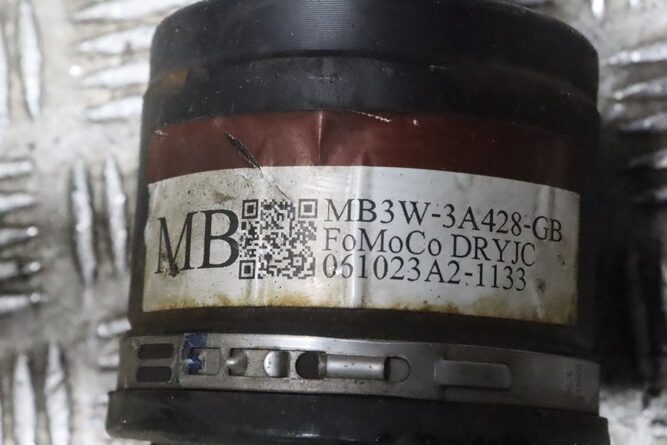 MB
MB3W-3A428-GB
FoMoCo DRYJC
061023A2-1133